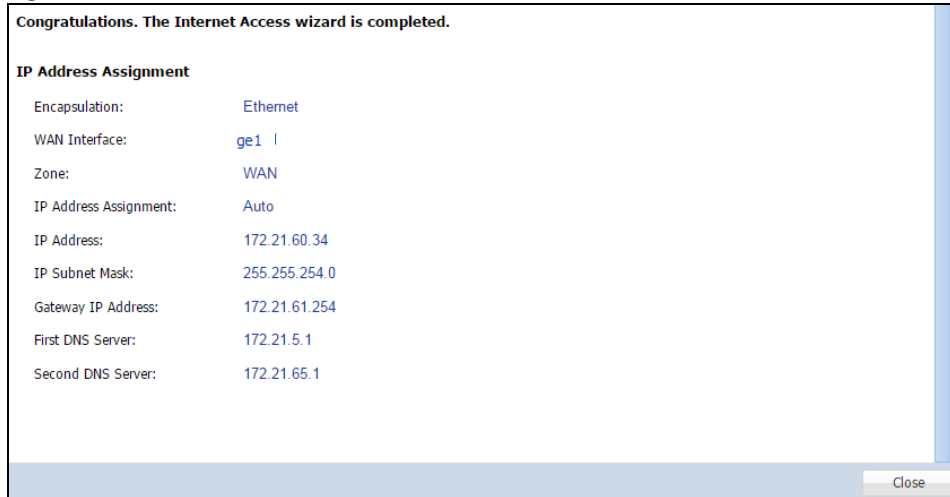 Congratulations. The Internet Access wizard is completed.
IP Address Assignment
Encapsulation: Ethernet
WAN Interface: ge1
Zone: WAN
IP Address Assignment: Auto
IP Address: 172.21.60.34
IP Subnet Mask: 255.255.254.0
Gateway IP Address: 172.21.61.254
First DNS Server: 172.21.5.1
Second DNS Server: 172.21.65.1
Close